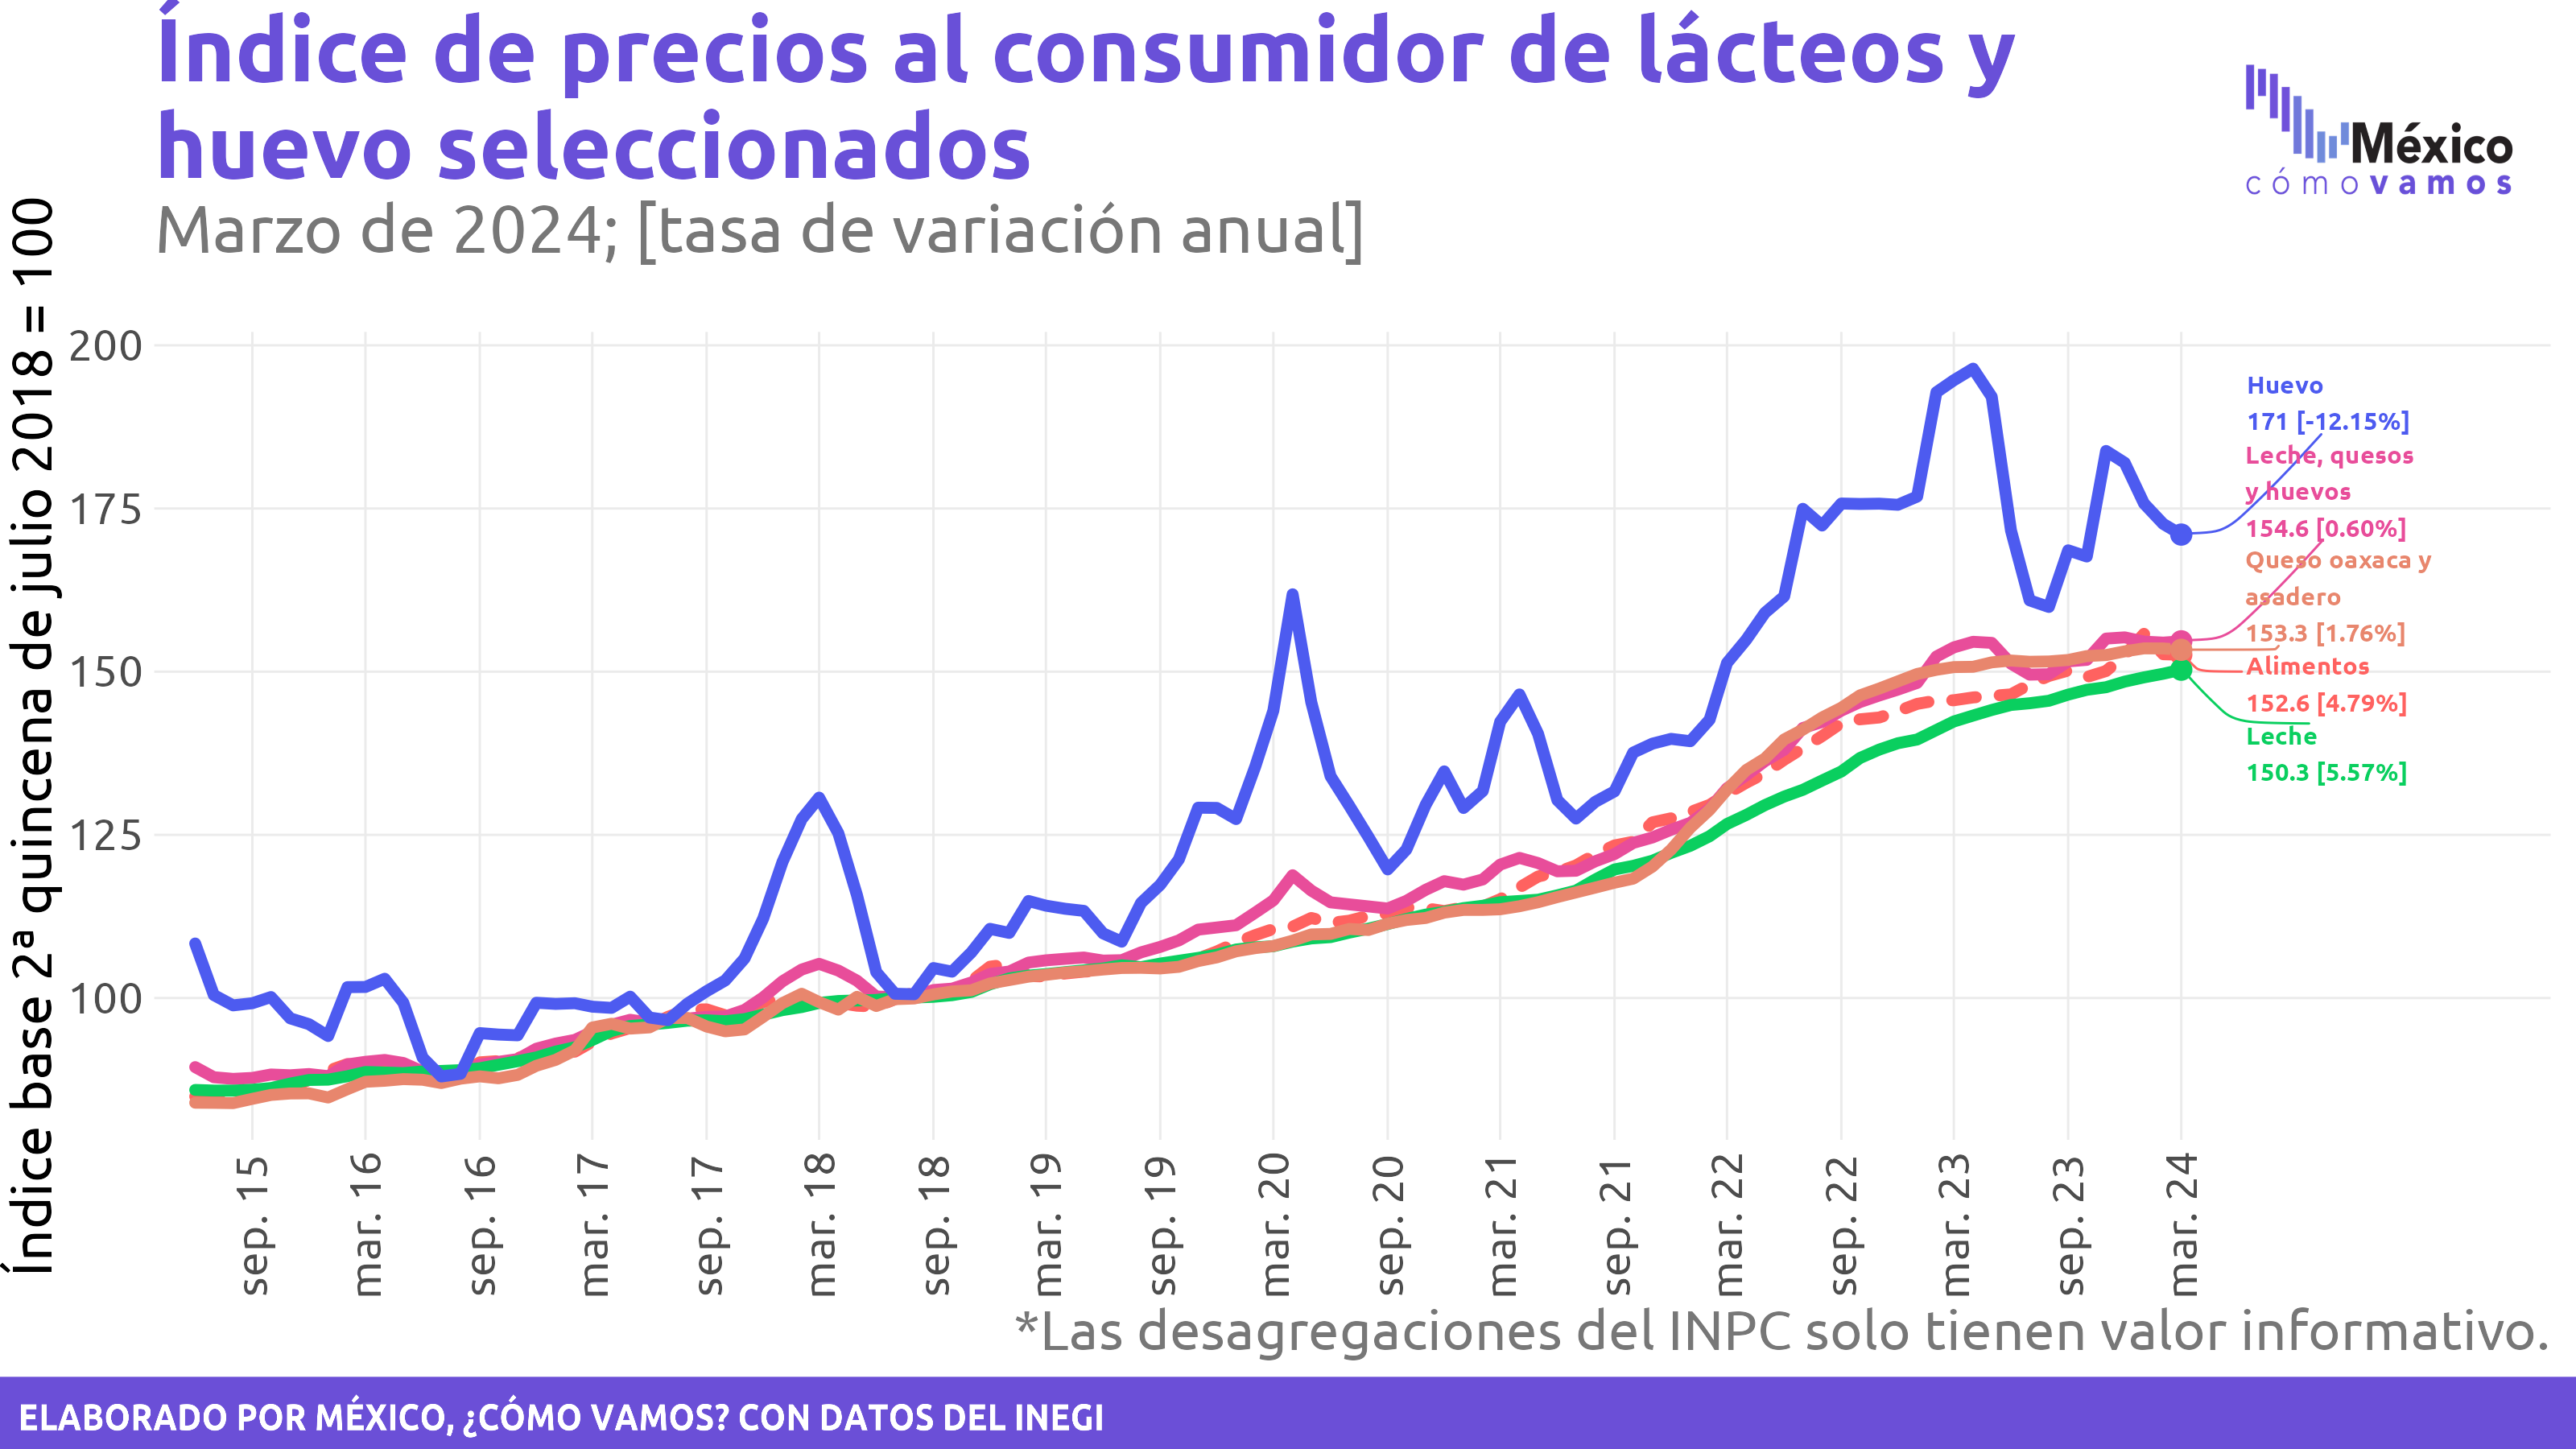 Índice de precios al consumidor de lácteos y
huevo seleccionados
Marzo de 2024; [tasa de variación anual]
México
cómo vamos
Índice base 2ª quincena de julio 2018 = 100
200
175
150
125
100
Huevo
171 [-12.15%]
Leche, quesos
y huevos
154.6 [0.60%]
Queso oaxaca y
asadero
153.3 [1.76%]
Alimentos
152.6 [4.79%]
Leche
150.3 [5.57%]
sep. 15
mar. 16
sep. 16
mar. 17
sep. 17
mar. 18
sep. 18
mar. 19
sep. 19
mar. 20
sep. 20
mar. 21
sep. 21
mar. 22
sep. 22
mar. 23
sep. 23
mar. 24
*Las desagregaciones del INPC solo tienen valor informativo.
ELABORADO POR MÉXICO, ¿CÓMO VAMOS? CON DATOS DEL INEGI